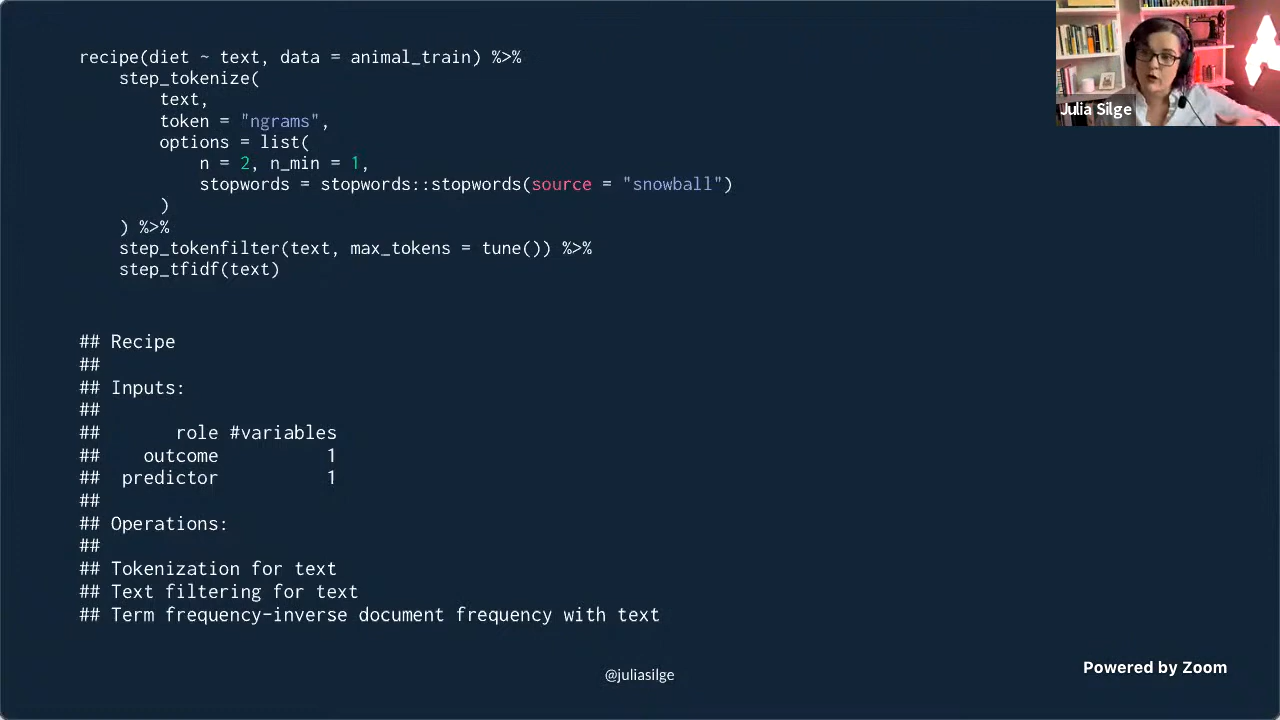 recipe(diet ~ text, data = animal_train) %>%
    step_tokenize(
        text,
        token = "ngrams",
        options = list(
            n = 2, n_min = 1,
            stopwords = stopwords::stopwords(source = "snowball")
        )
    ) %>%
    step_tokenfilter(text, max_tokens = tune()) %>%
    step_tfidf(text)
## Recipe
##
## Inputs:
##
##       role #variables
##    outcome          1
##  predictor          1
##
## Operations:
##
## Tokenization for text
## Text filtering for text
## Term frequency-inverse document frequency with text
@juliasilge
Julia Silge
Powered by Zoom